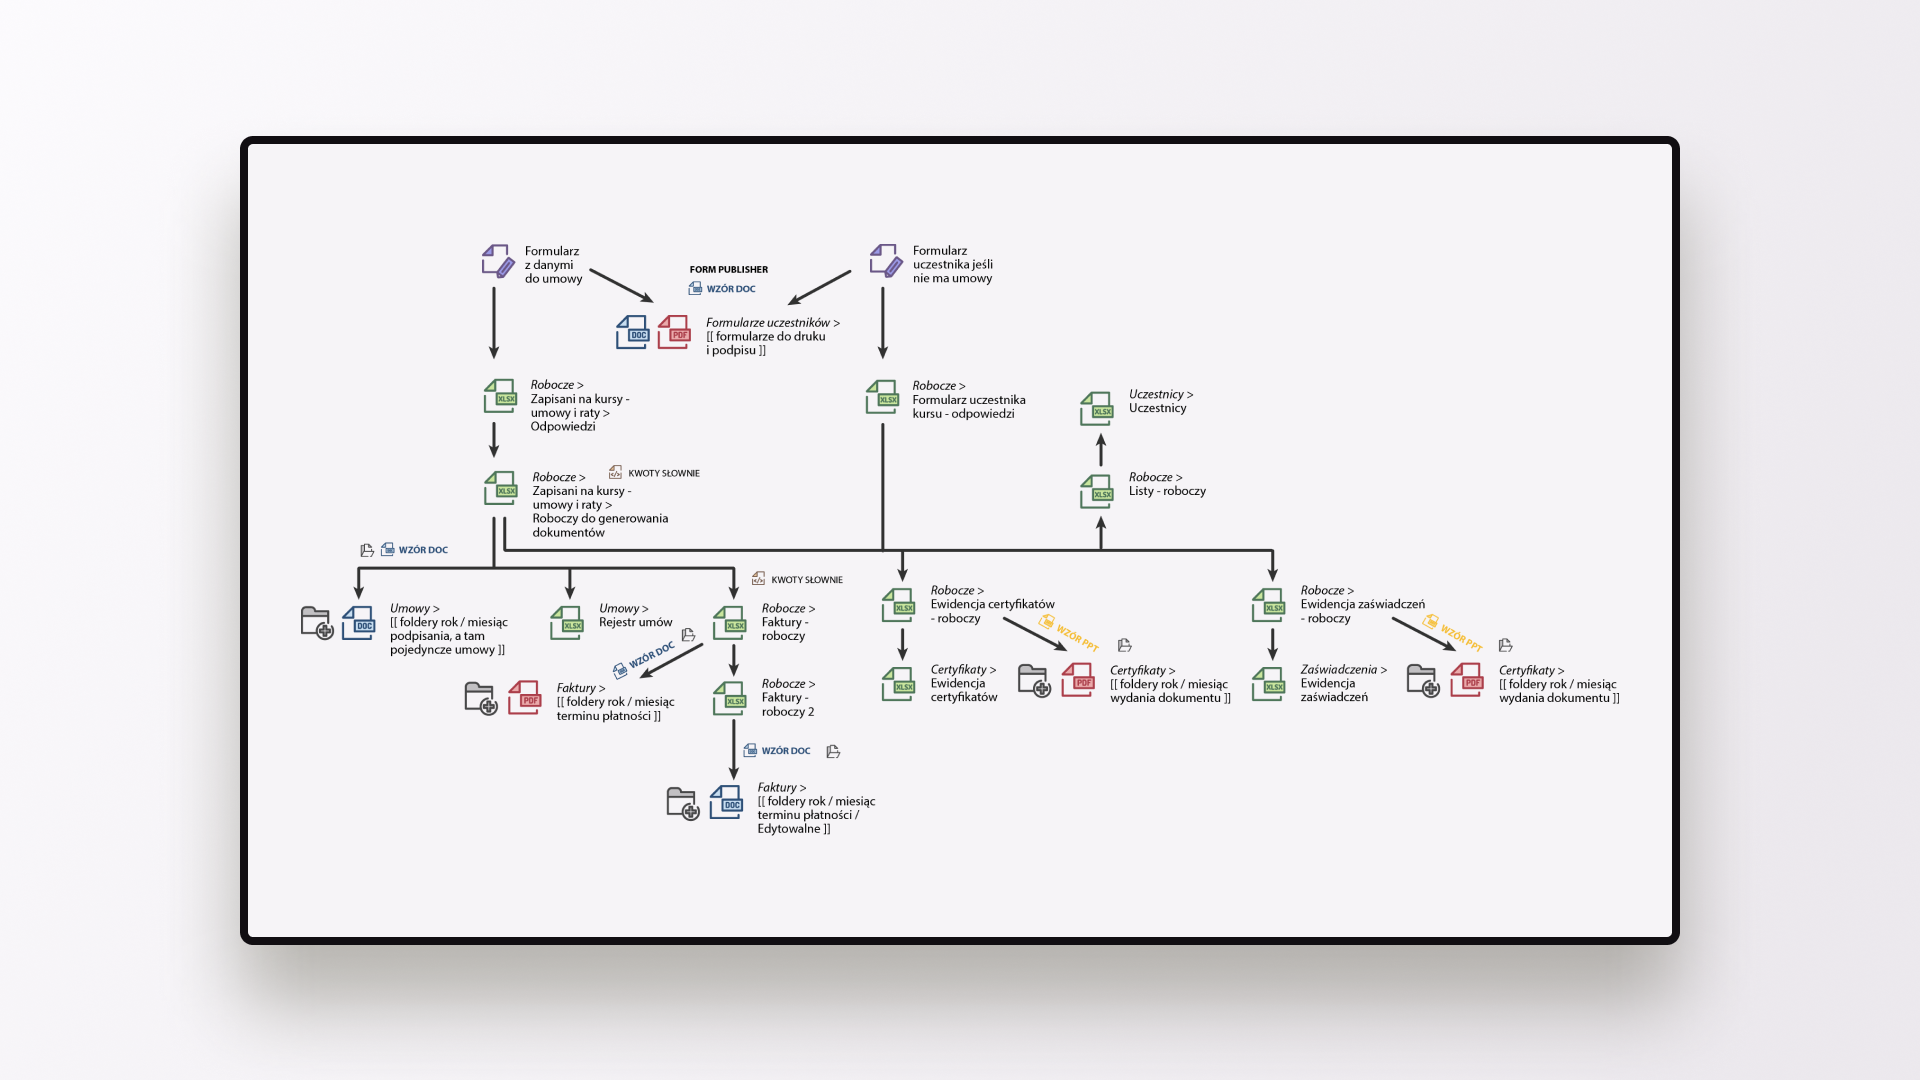 Formularz
z danymi
do umowy
FORM PUBLISHER
WZÓR DOC
Formularz
uczestnika jeśli
nie ma umowy
DOC
PDF
Formularze uczestników >
[[ formularze do druku
i podpisu ]]
XLSX
Robocze >
Zapisani na kursy -
umowy i raty >
Odpowiedzi
XLSX
Robocze >
Formularz uczestnika
kursu - odpowiedzi
XLSX
Uczestnicy >
Uczestnicy
XLSX
Robocze >
Zapisani na kursy -
umowy i raty >
Roboczy do generowania
dokumentów
KWOTY SŁOWNIE
XLSX
Robocze >
Listy - roboczy
WZÓR DOC
KWOTY SŁOWNIE
DOC
Umowy >
[[ foldery rok / miesiąc
podpisania, a tam
pojedyncze umowy ]]
XLSX
Umowy >
Rejestr umów
XLSX
Robocze >
Faktury -
roboczy
XLSX
Robocze >
Ewidencja certyfikatów
- roboczy
WZÓR PPT
XLSX
Robocze >
Ewidencja zaświadczeń
- roboczy
WZÓR PPT
WZÓR DOC
PDF
Faktury >
[[ foldery rok / miesiąc
terminu płatności ]]
XLSX
Robocze >
Faktury -
roboczy 2
XLSX
Certyfikaty >
Ewidencja
certyfikatów
PDF
Certyfikaty >
[[ foldery rok / miesiąc
wydania dokumentu ]]
XLSX
Zaświadczenia >
Ewidencja
zaświadczeń
PDF
Certyfikaty >
[[ foldery rok / miesiąc
wydania dokumentu ]]
WZÓR DOC
DOC
Faktury >
[[ foldery rok / miesiąc
terminu płatności /
Edytowalne ]]